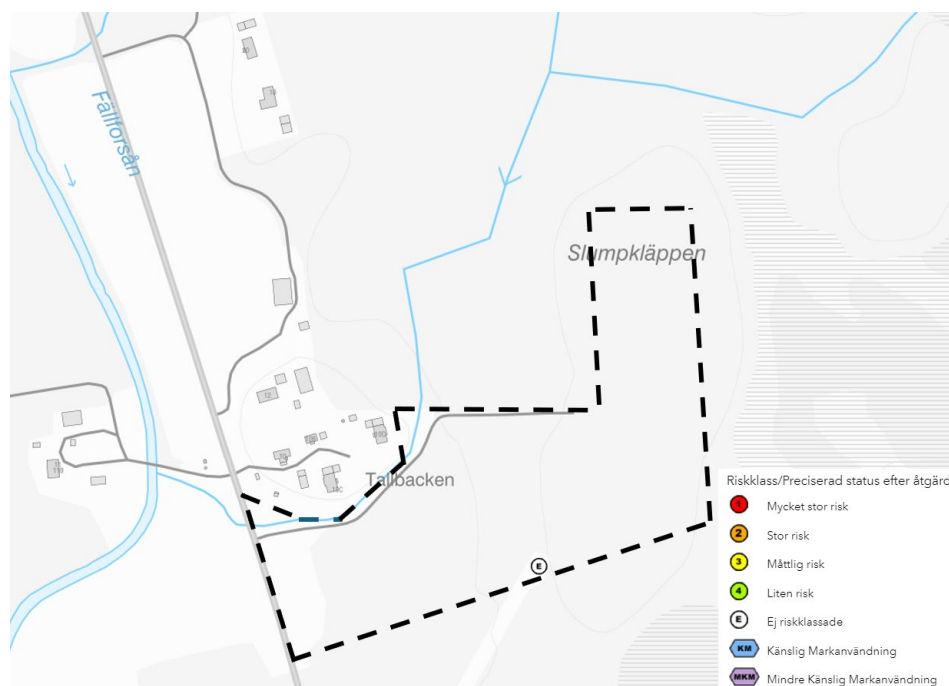 Fällforsån
Slumpkläppen
Tallbacken
E
Riskklass/Preciserad status efter åtgärd
1 Mycket stor risk
2 Stor risk
3 Måttlig risk
4 Liten risk
E Ej riskklassade
KM Känslig Markanvändning
MKM Mindre Känslig Markanvändning